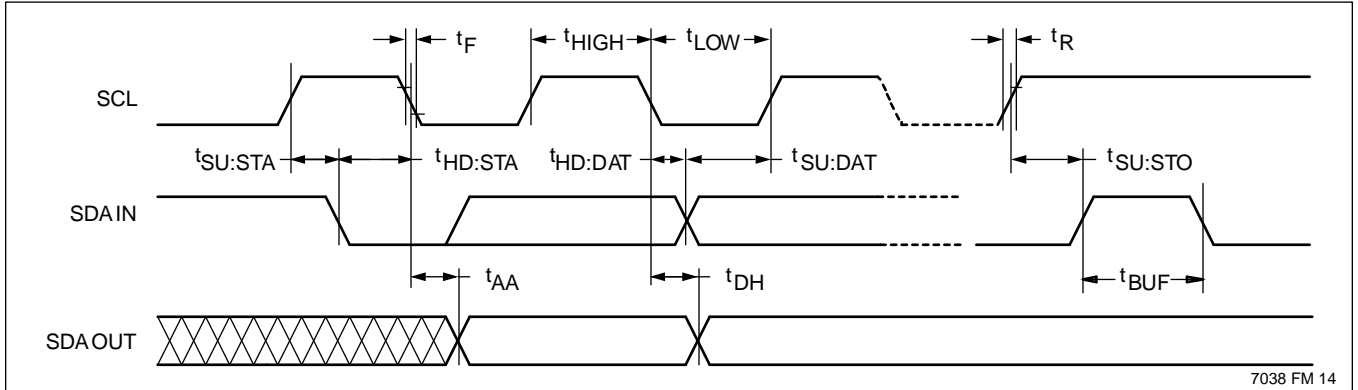 tF
tHIGH
tLOW
tR
SCL
tSU:STA
tHD:STA
tHD:DAT
tSU:DAT
tSU:STO
SDA IN
tAA
tDH
tBUF
SDA OUT
7038 FM 14